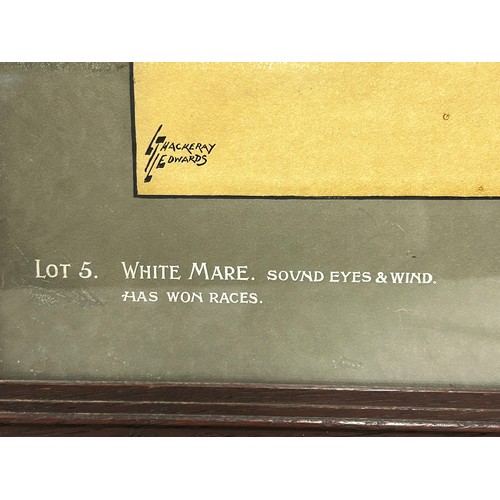 L THACKERAY
EDWARDS
LOT 5. WHITE MARE. SOUND EYES & WIND.
HAS WON RACES.